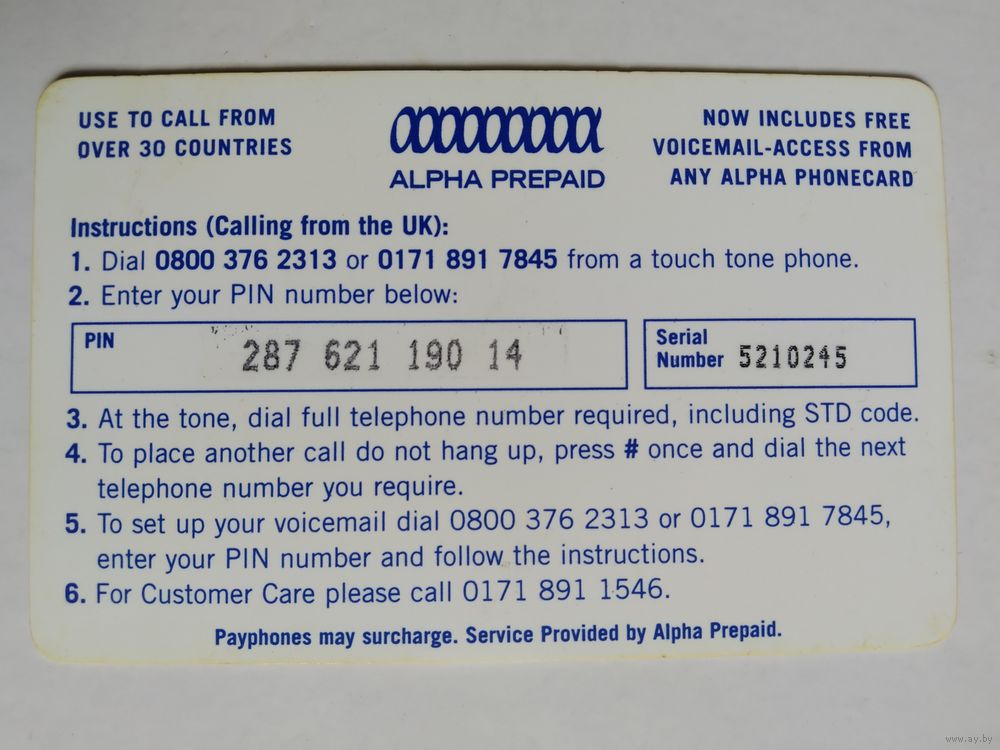 USE TO CALL FROM
OVER 30 COUNTRIES
ALPHA PREPAID
NOW INCLUDES FREE
VOICEMAIL-ACCESS FROM
ANY ALPHA PHONECARD
Instructions (Calling from the UK):
1. Dial 0800 376 2313 or 0171 891 7845 from a touch tone phone.
2. Enter your PIN number below:
PIN
287 621 190 14
Serial
Number 5210245
3. At the tone, dial full telephone number required, including STD code.
4. To place another call do not hang up, press # once and dial the next
telephone number you require.
5. To set up your voicemail dial 0800 376 2313 or 0171 891 7845,
enter your PIN number and follow the instructions.
6. For Customer Care please call 0171 891 1546.
Payphones may surcharge. Service Provided by Alpha Prepaid.
www.ay.by